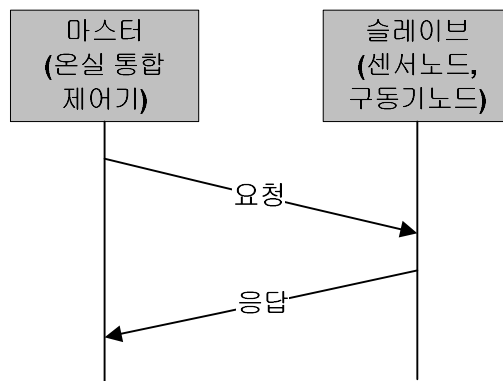 마스터
(온실 통합
제어기)
슬레이브
(센서노드,
구동기노드)
요청
응답